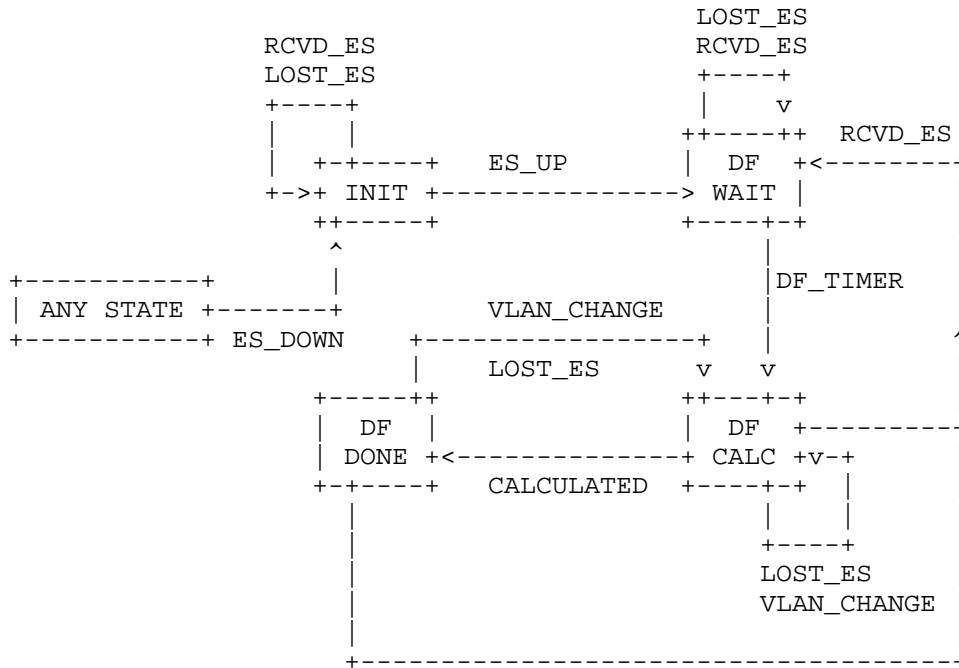 LOST_ES
RCVD_ES RCVD_ES
LOST_ES
RCVD_ES
ES_UP DF
INIT WAIT
DF_TIMER
ANY STATE VLAN_CHANGE
ES_DOWN
LOST_ES
DF DF
DONE CALC
CALCULATED
LOST_ES
VLAN_CHANGE